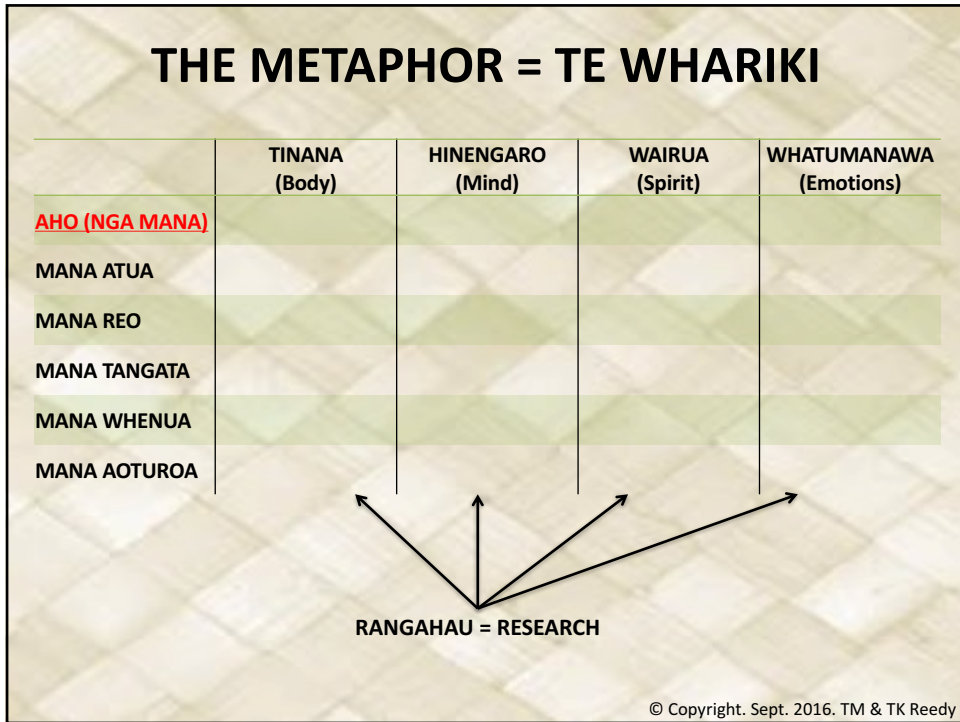 THE METAPHOR = TE WHARIKI
TINANA HINENGARO WAIRUA WHATUMANAWA
(Body) (Mind) (Spirit) (Emotions)
AHO (NGA MANA)
MANA ATUA
MANA REO
MANA TANGATA
MANA WHENUA
MANA AOTUROA
RANGAHAU = RESEARCH
© Copyright. Sept. 2016. TM & TK Reedy